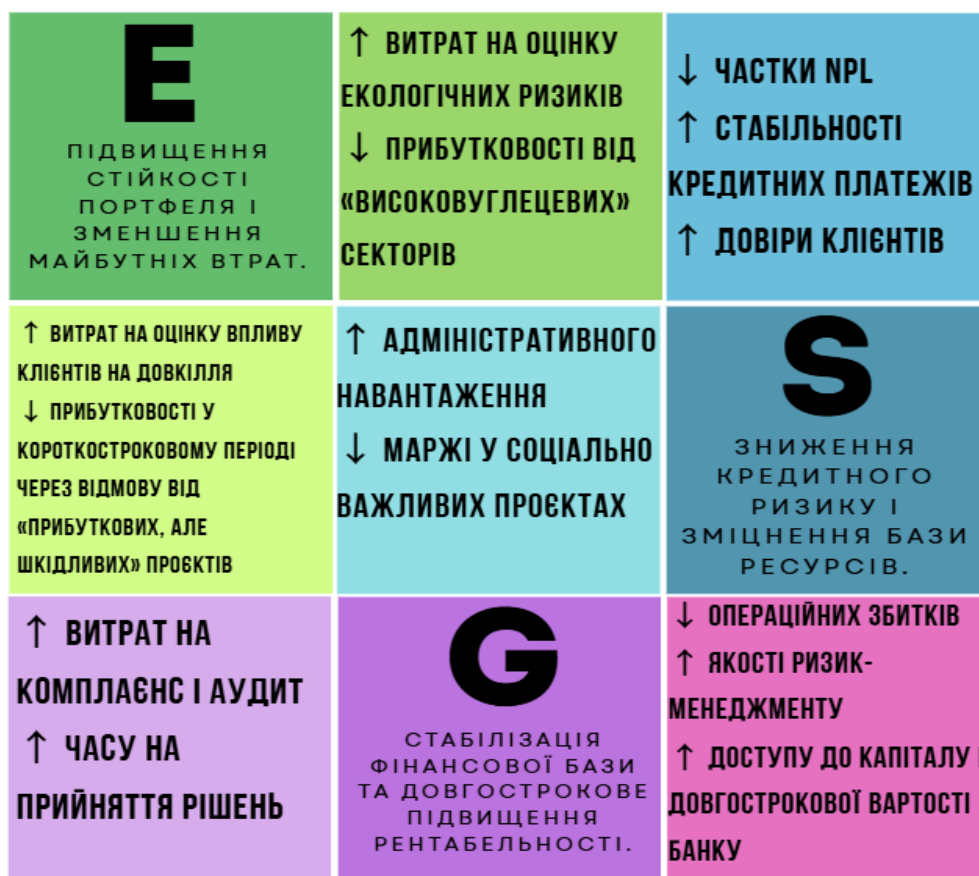 E
ПІДВИЩЕННЯ
СТІЙКОСТІ
ПОРТФЕЛЯ І
ЗМЕНШЕННЯ
МАЙБУТНІХ ВТРАТ.
↑ ВИТРАТ НА ОЦІНКУ
ЕКОЛОГІЧНИХ РИЗИКІВ
↓ ПРИБУТКОВОСТІ ВІД
«ВИСОКОВУГЛЕЦЕВИХ»
СЕКТОРІВ
↓ ЧАСТКИ NPL
↑ СТАБІЛЬНОСТІ
КРЕДИТНИХ ПЛАТЕЖІВ
↑ ДОВІРИ КЛІЄНТІВ
↑ ВИТРАТ НА ОЦІНКУ ВПЛИВУ
КЛІЄНТІВ НА ДОВКІЛЛЯ
↓ ПРИБУТКОВОСТІ У
КОРОТКОСТРОКОВОМУ ПЕРІОДІ
ЧЕРЕЗ ВІДМОВУ ВІД
«ПРИБУТКОВИХ, АЛЕ
ШКІДЛИВИХ» ПРОЄКТІВ
↑ АДМІНІСТРАТИВНОГО
НАВАНТАЖЕННЯ
↓ МАРЖІ У СОЦІАЛЬНО
ВАЖЛИВИХ ПРОЄКТАХ
S
ЗНИЖЕННЯ
КРЕДИТНОГО
РИЗИКУ І
ЗМІЦНЕННЯ БАЗИ
РЕСУРСІВ.
↑ ВИТРАТ НА
КОМПЛАЄНС І АУДИТ
↑ ЧАСУ НА
ПРИЙНЯТТЯ РІШЕНЬ
G
СТАБІЛІЗАЦІЯ
ФІНАНСОВОЇ БАЗИ
ТА ДОВГОСТРОКОВЕ
ПІДВИЩЕННЯ
РЕНТАБЕЛЬНОСТІ.
↓ ОПЕРАЦІЙНИХ ЗБИТКІВ
↑ ЯКОСТІ РИЗИК-
МЕНЕДЖМЕНТУ
↑ ДОСТУПУ ДО КАПІТАЛУ
ДОВГОСТРОКОВОЇ ВАРТОСТІ
БАНКУ